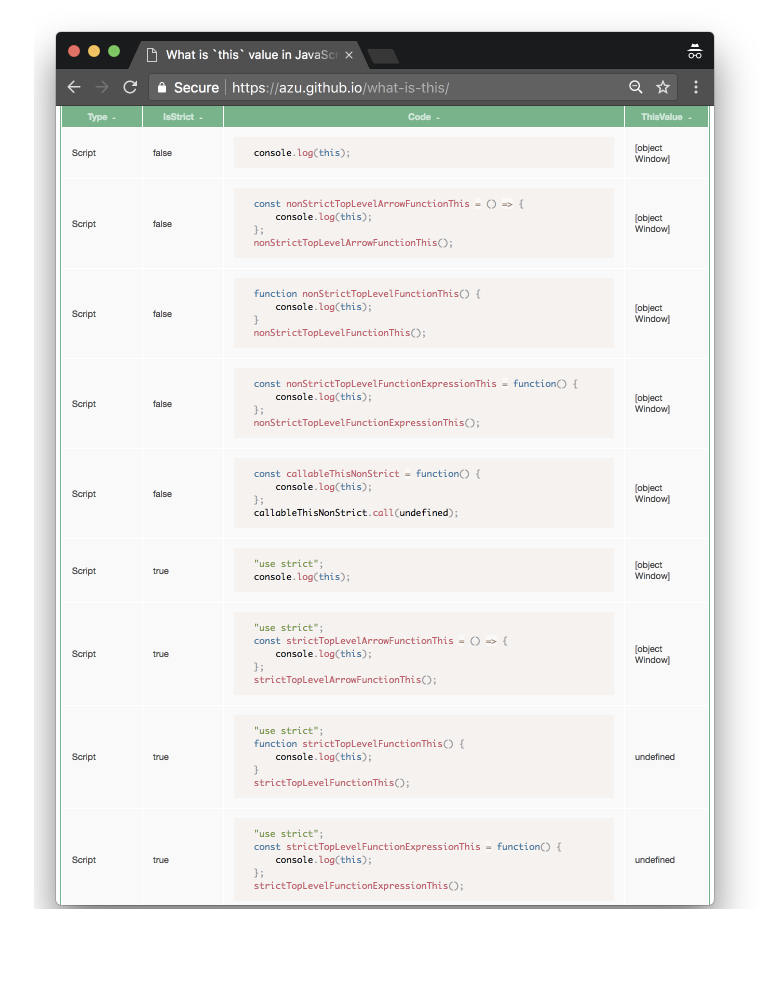 What is `this` value in JavaSc
Secure https://azu.github.io/what-is-this/
Type IsStrict Code ThisValue
Script false console.log(this); [object
Window]
const nonStrictTopLevelArrowFunctionThis = () => {
Script false console.log(this); [object
Window]
};
nonStrictTopLevelArrowFunctionThis();
function nonStrictTopLevelFunctionThis() {
Script false console.log(this); [object
Window]
}
nonStrictTopLevelFunctionThis();
const nonStrictTopLevelFunctionExpressionThis = function() {
Script false console.log(this); [object
Window]
};
nonStrictTopLevelFunctionExpressionThis();
const callableThisNonStrict = function() {
Script false console.log(this); [object
Window]
};
callableThisNonStrict.call(undefined);
Script true "use strict"; [object
console.log(this); Window]
"use strict";
const strictTopLevelArrowFunctionThis = () => {
Script true console.log(this); [object
Window]
};
strictTopLevelArrowFunctionThis();
"use strict";
function strictTopLevelFunctionThis() {
Script true console.log(this); undefined
}
strictTopLevelFunctionThis();
"use strict";
const strictTopLevelFunctionExpressionThis = function() {
Script true console.log(this); undefined
};
strictTopLevelFunctionExpressionThis();